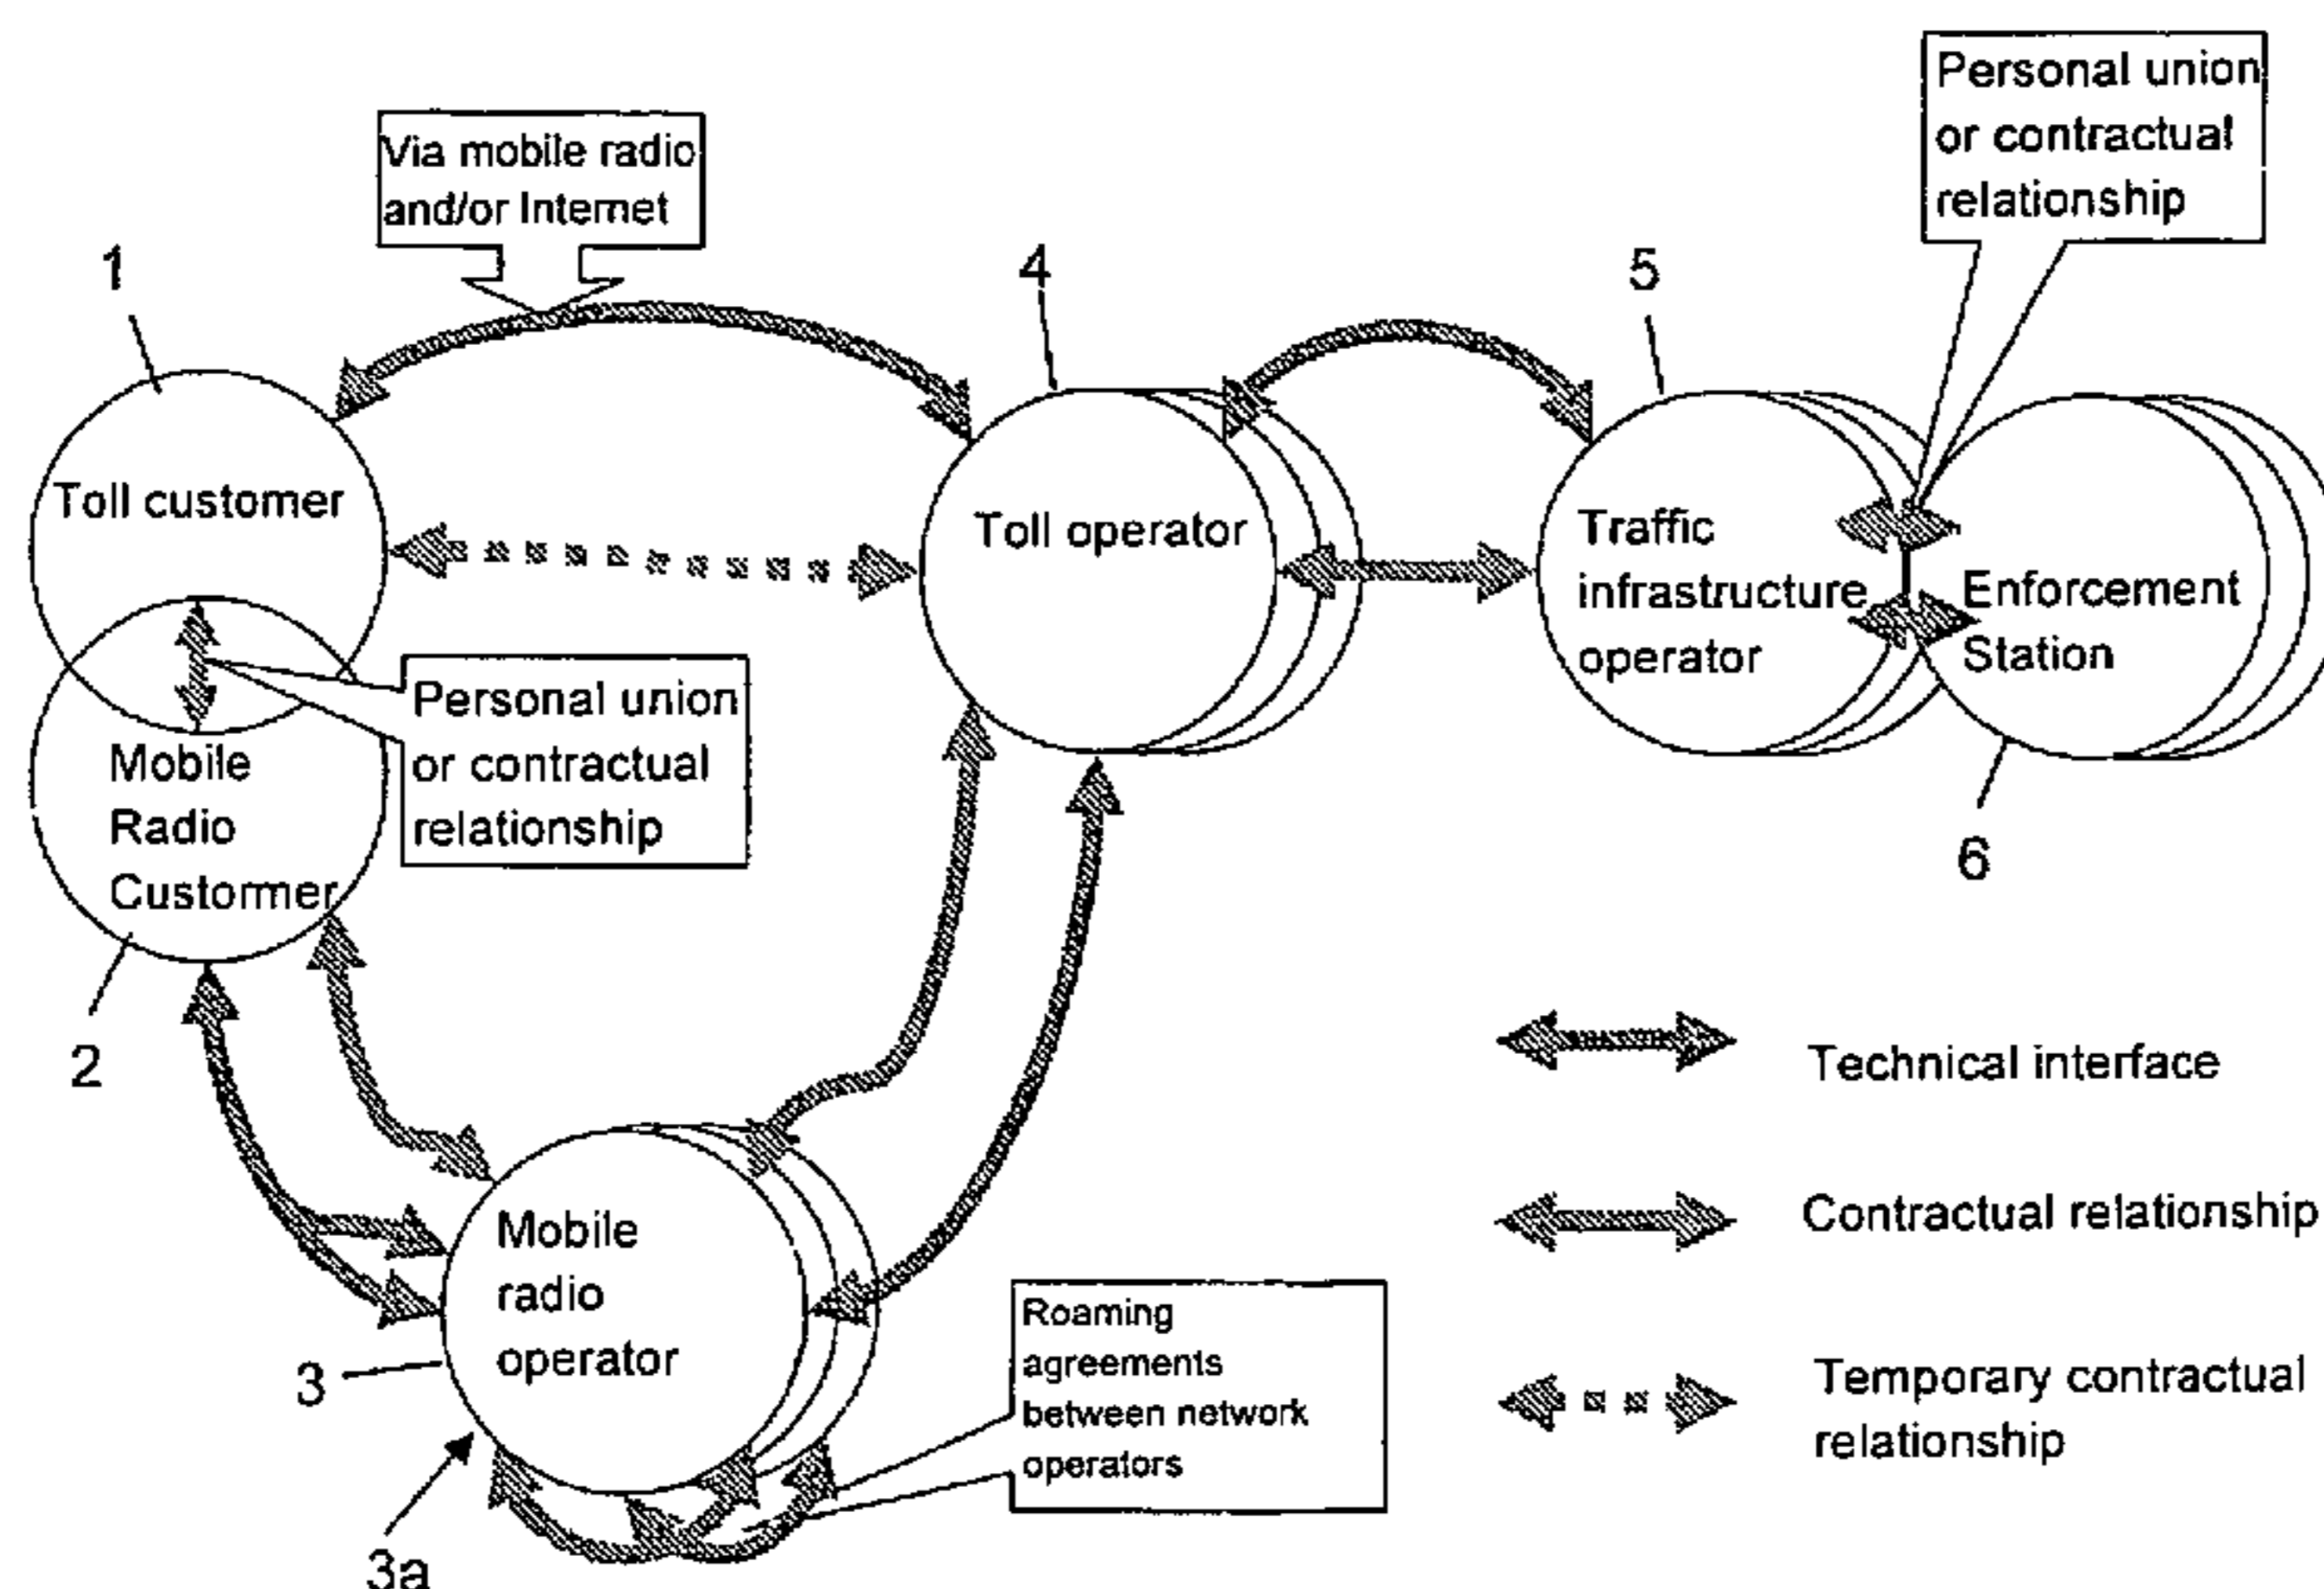 Personal union
or contractual
relationship
Via mobile radio
and/or Internet
1
4
5
Toll customer
Toll operator
Traffic
infrastructure
operator
Enforcement
Station
Personal union
or contractual
relationship
Mobile
Radio
Custormer
6
2
Technical interface
Mobile
radio
operator
Contractual relationship
Roaming
agreements
between network
operators
3
Temporary contractual
relationship
3a